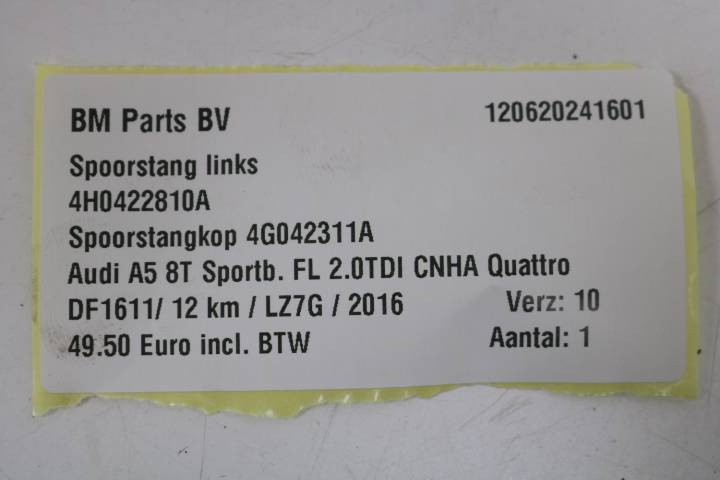 BM Parts BV 120620241601
Spoorstang links
4H0422810A
Spoorstangkop 4G042311A
Audi A5 8T Sportb. FL 2.0TDI CNHA Quattro
DF1611/ 12 km / LZ7G / 2016 Verz: 10
49.50 Euro incl. BTW Aantal: 1